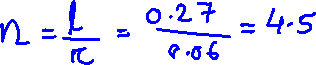 n = l/π = 0.27/0.06 = 4.5